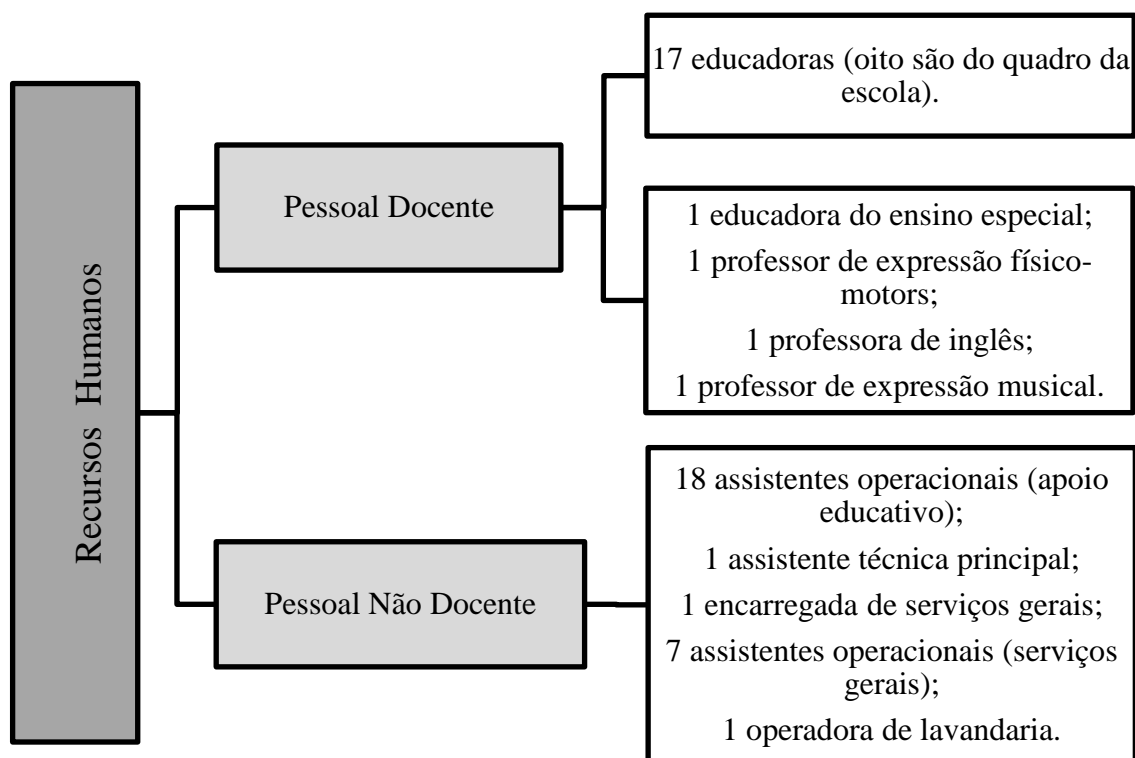 Recursos Humanos
Pessoal Docente
17 educadoras (oito são do quadro da
escola).
1 educadora do ensino especial;
1 professor de expressão físico-
motors;
1 professora de inglês;
1 professor de expressão musical.
Pessoal Não Docente
18 assistentes operacionais (apoio
educativo);
1 assistente técnica principal;
1 encarregada de serviços gerais;
7 assistentes operacionais (serviços
gerais);
1 operadora de lavandaria.